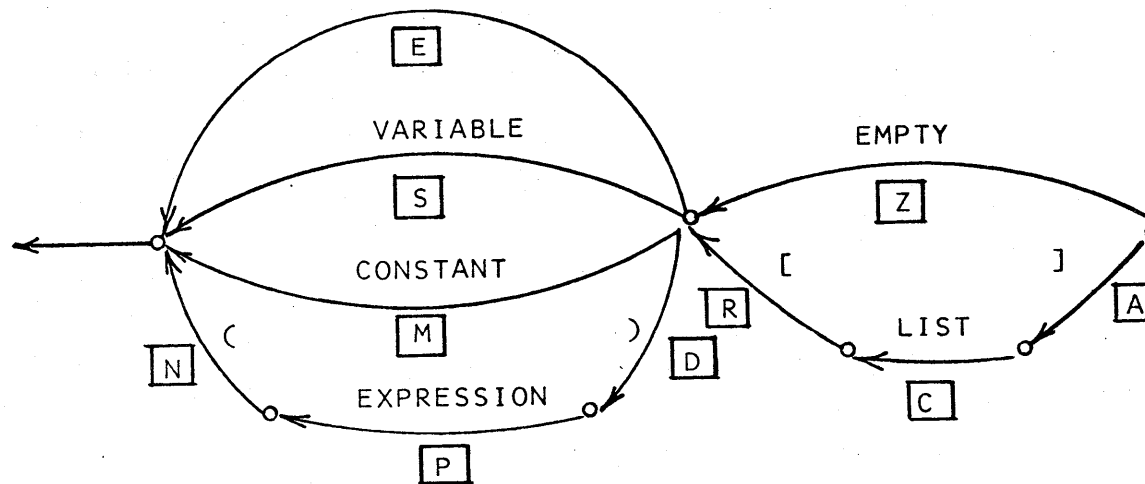 E
VARIABLE
EMPTY
S
Z
CONSTANT
[ ]
R
A
M
LIST
( )
N
D
C
EXPRESSION
P